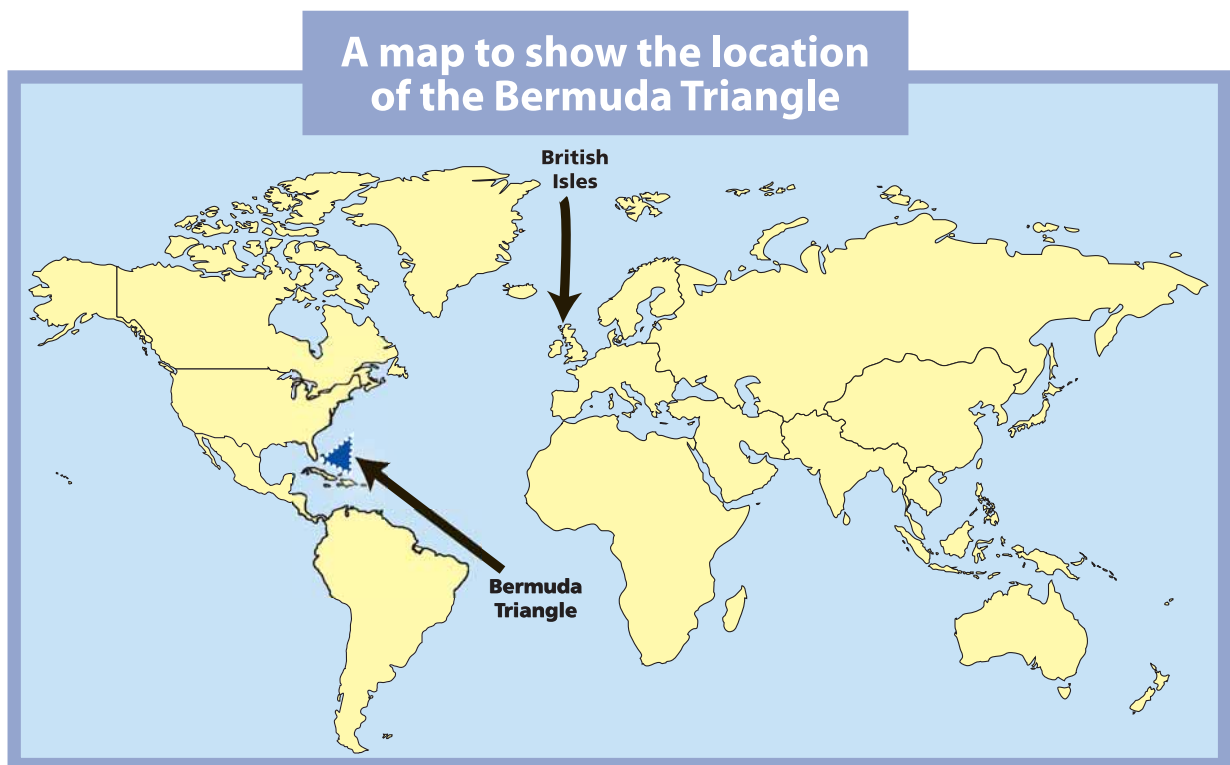 A map to show the location
of the Bermuda Triangle
British
Isles
Bermuda
Triangle